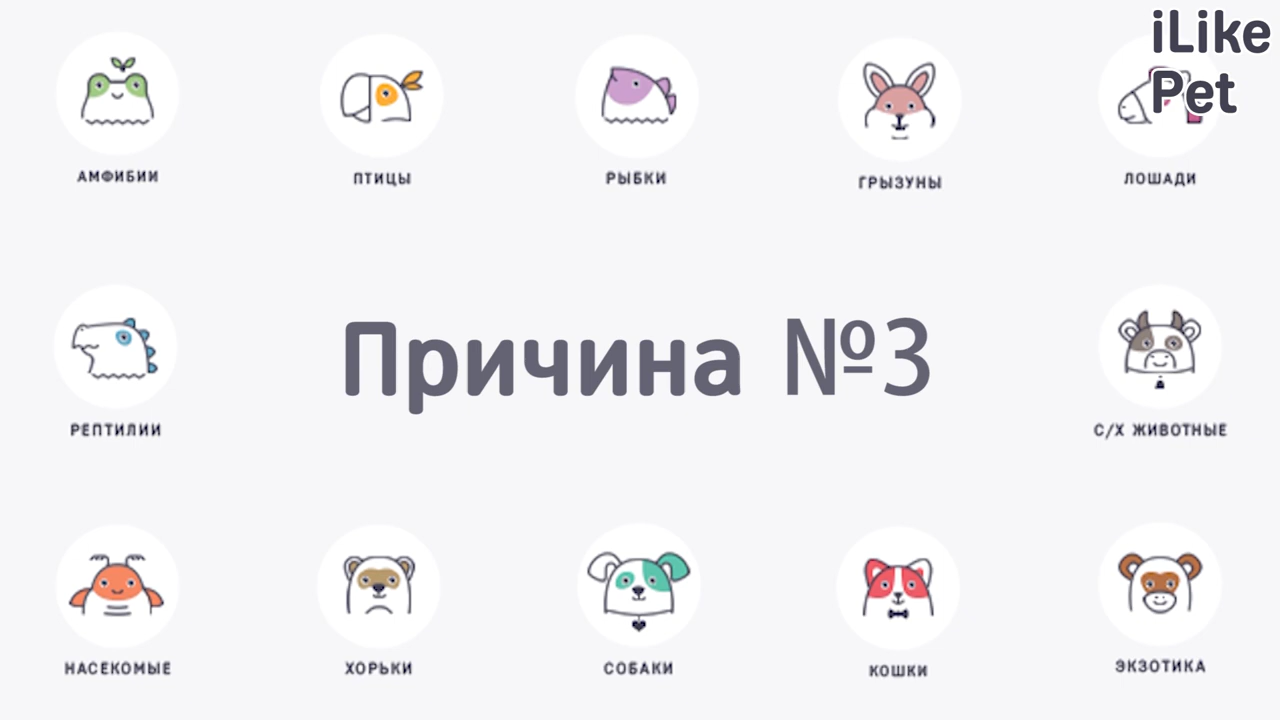 iLike
Pet
АМФИБИИ
ПТИЦЫ
РЫБКИ
ГРЫЗУНЫ
ЛОШАДИ
РЕПТИЛИИ
Причина №3
С/Х ЖИВОТНЫЕ
НАСЕКОМЫЕ
ХОРЬКИ
СОБАКИ
КОШКИ
ЭКЗОТИКА